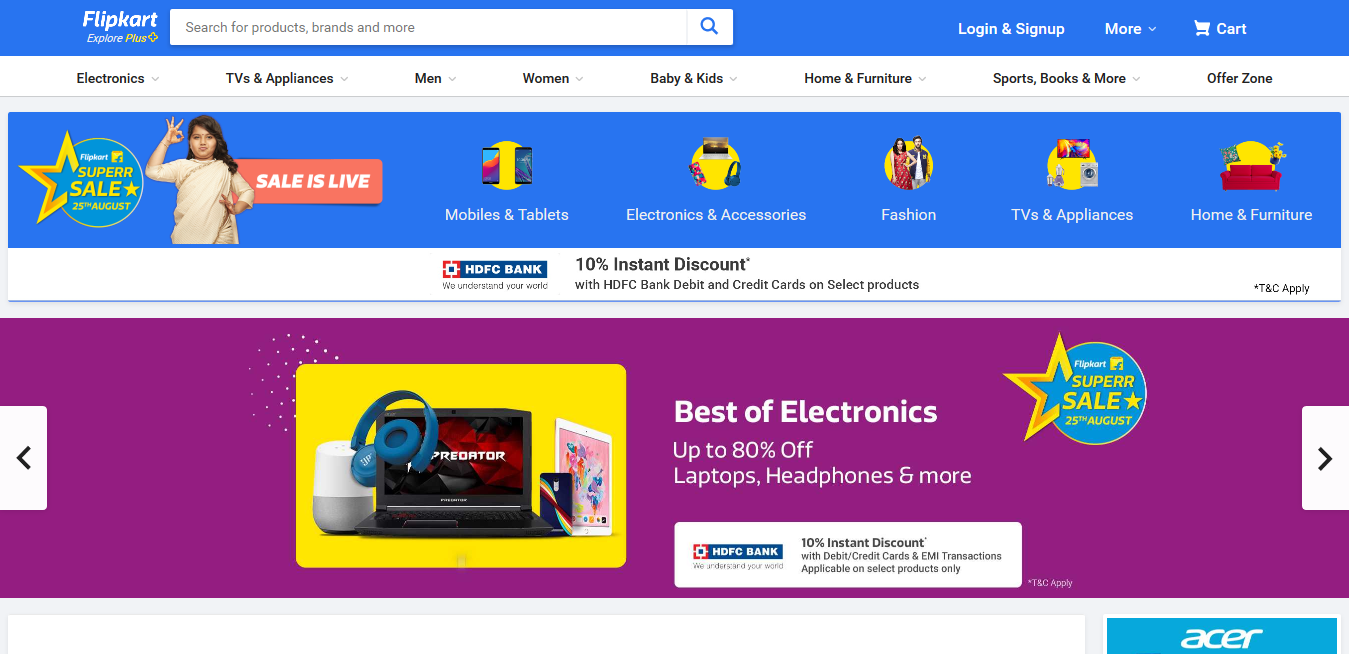 Flipkart
Explore Plus
Search for products, brands and more
Login & Signup
More
Cart
Electronics
TVs & Appliances
Men
Women
Baby & Kids
Home & Furniture
Sports, Books & More
Offer Zone
Flipkart
SUPERR
SALE
25TH AUGUST
SALE IS LIVE
Mobiles & Tablets
Electronics & Accessories
Fashion
TVs & Appliances
Home & Furniture
HDFC BANK
We understand your world
10% Instant Discount*
with HDFC Bank Debit and Credit Cards on Select products
*T&C Apply
Flipkart
SUPERR
SALE
25TH AUGUST
JBL
PREDATOR
PREDATOR
Best of Electronics
Up to 80% Off
Laptops, Headphones & more
HDFC BANK
We understand your world
10% Instant Discount*
with Debit/Credit Cards & EMI Transactions
Applicable on select products only
*T&C Apply
acer